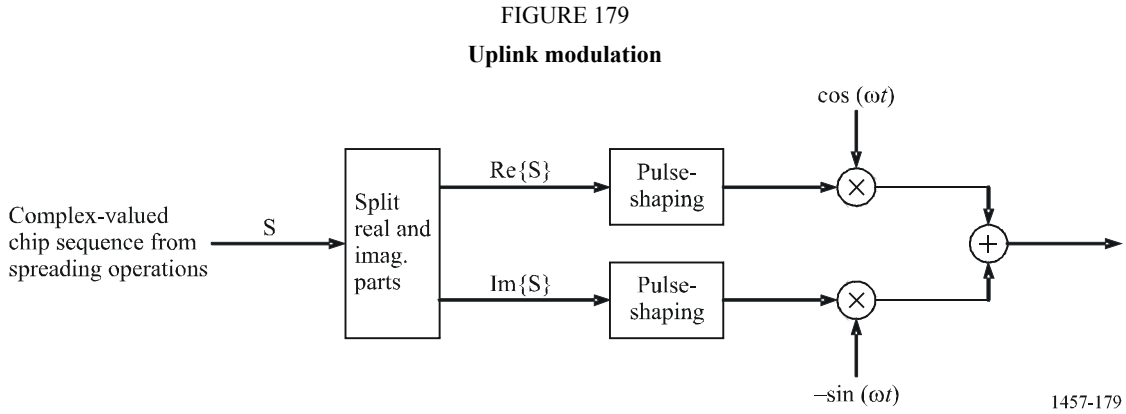 FIGURE 179
Uplink modulation
cos (ωt)
Re{S}
Pulse-
shaping
Complex-valued
chip sequence from
spreading operations
S
Split
real and
imag.
parts
Im{S}
Pulse-
shaping
–sin (ωt)
1457-179